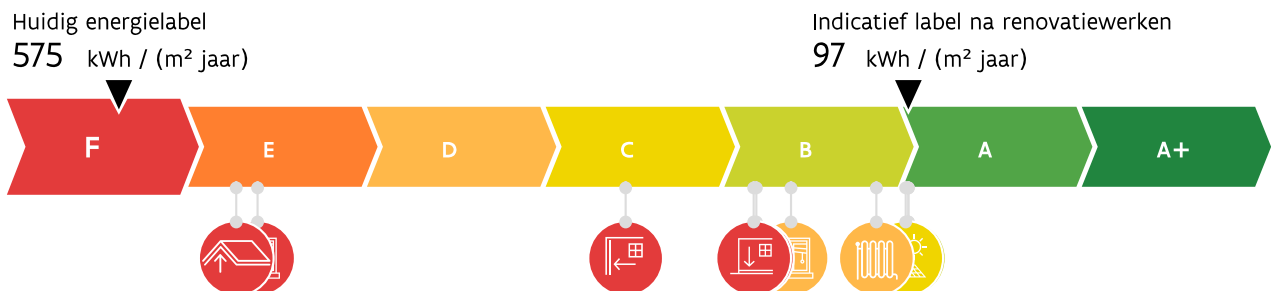 Huidig energielabel
575 kWh / (m² jaar)
Indicatief label na renovatiewerken
97 kWh / (m² jaar)
F E D C B A A+